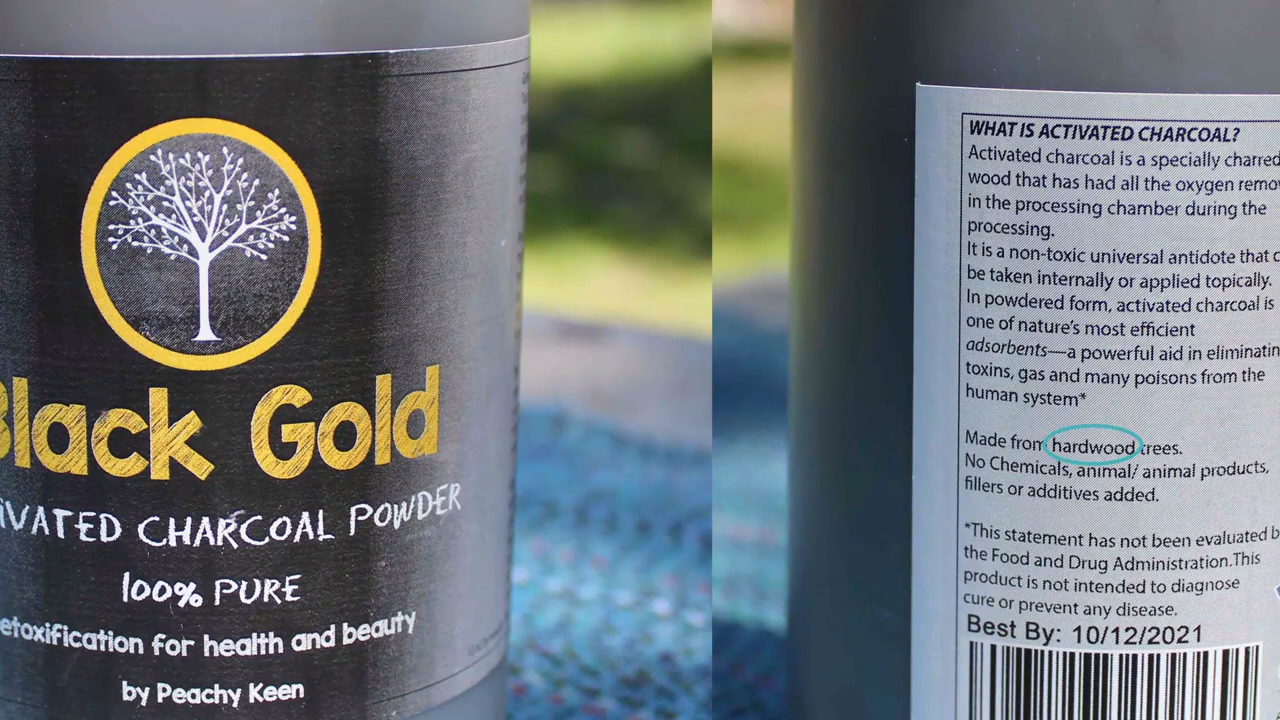 Black Gold
ACTIVATED CHARCOAL POWDER
100% PURE
Detoxification for health and beauty
by Peachy Keen
WHAT IS ACTIVATED CHARCOAL?
Activated charcoal is a specially charred
wood that has had all the oxygen remo
in the processing chamber during the
processing.
It is a non-toxic universal antidote that c
be taken internally or applied topically.
In powdered form, activated charcoal is
one of nature's most efficient
adsorbents—a powerful aid in eliminatin
toxins, gas and many poisons from the
human system*
Made from hardwood trees.
No Chemicals, animal/ animal products,
fillers or additives added.
*This statement has not been evaluated b
the Food and Drug Administration.This
product is not intended to diagnose
cure or prevent any disease.
Best By: 10/12/2021